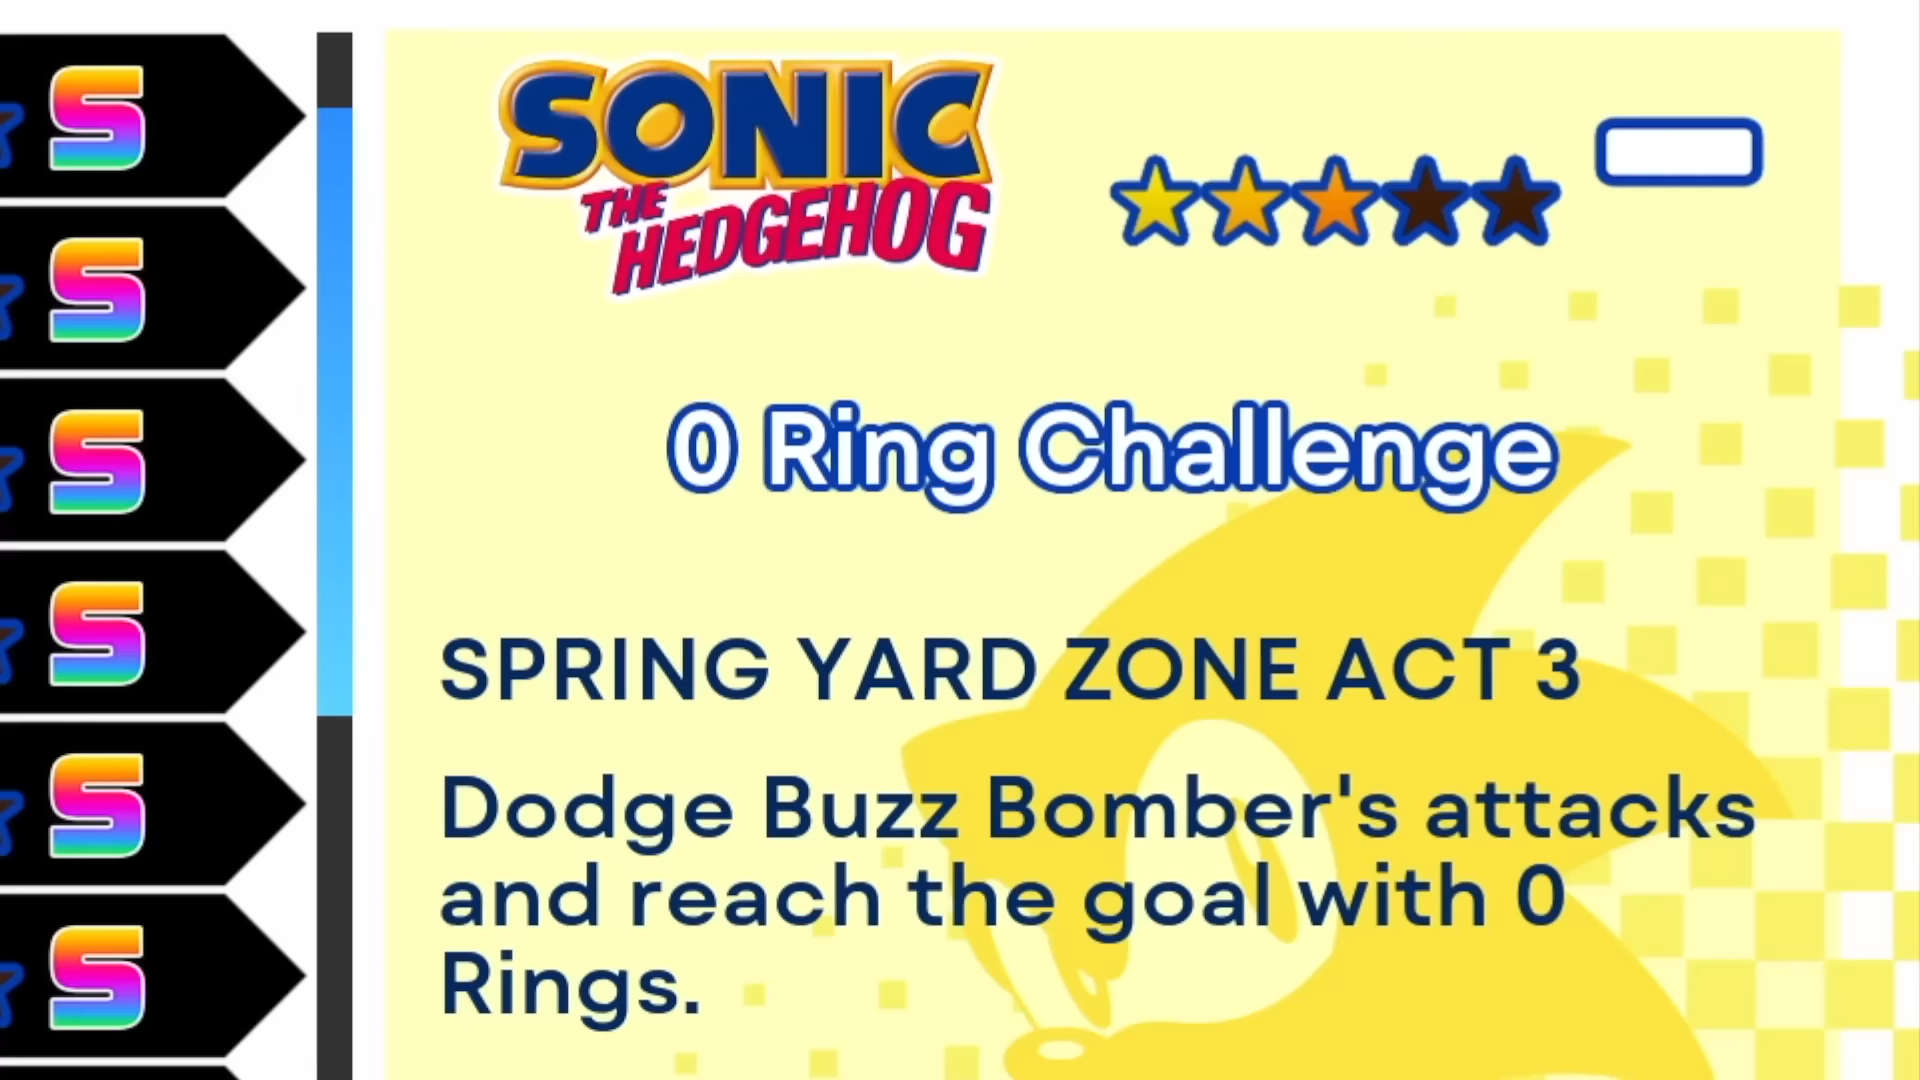 S
S
S
S
S
S
SONIC
THE
HEDGEHOG
0 Ring Challenge
SPRING YARD ZONE ACT 3
Dodge Buzz Bomber's attacks
and reach the goal with 0
Rings.